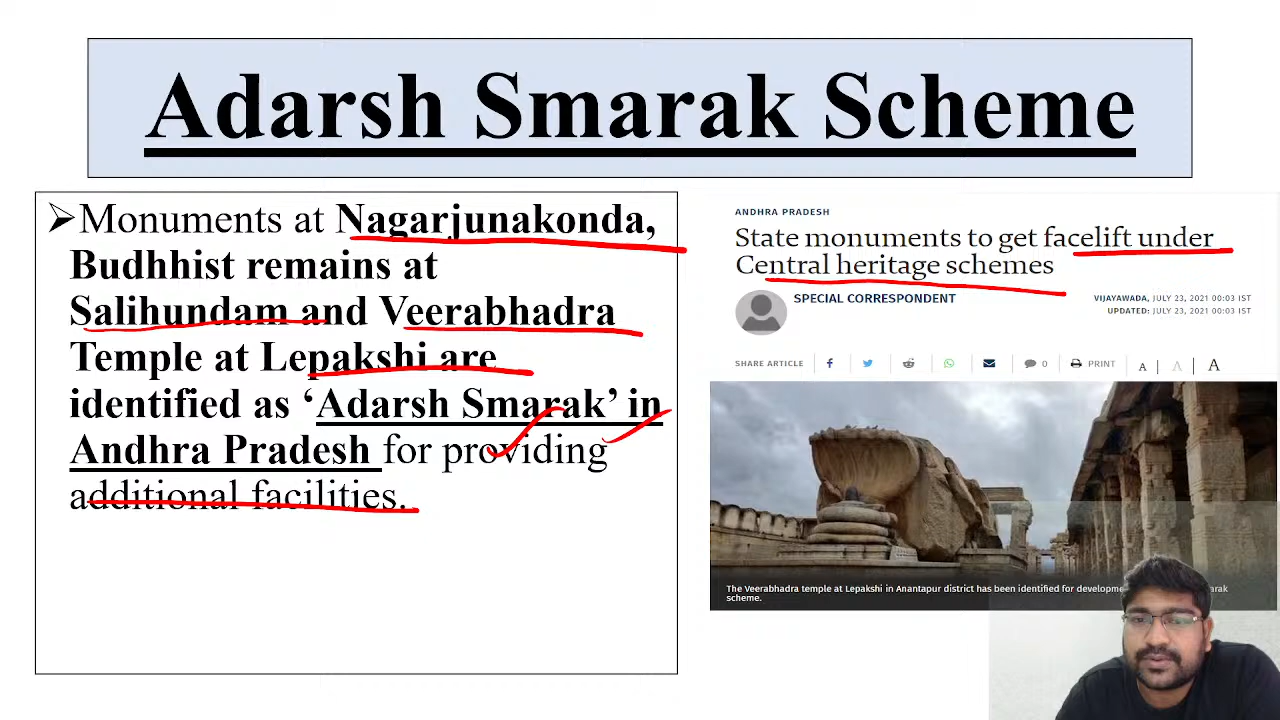 Adarsh Smarak Scheme
➢Monuments at Nagarjunakonda,
Budhhist remains at
Salihundam and Veerabhadra
Temple at Lepakshi are
identified as ‘Adarsh Smarak’ in
Andhra Pradesh for providing
additional facilities.
ANDHRA PRADESH
State monuments to get facelift under
Central heritage schemes
SPECIAL CORRESPONDENT
VIJAYAWADA, JULY 23, 2021 00:03 IST
UPDATED: JULY 23, 2021 00:03 IST
SHARE ARTICLE 0 PRINT A A A
The Veerabhadra temple at Lepakshi in Anantapur district has been identified for
scheme.